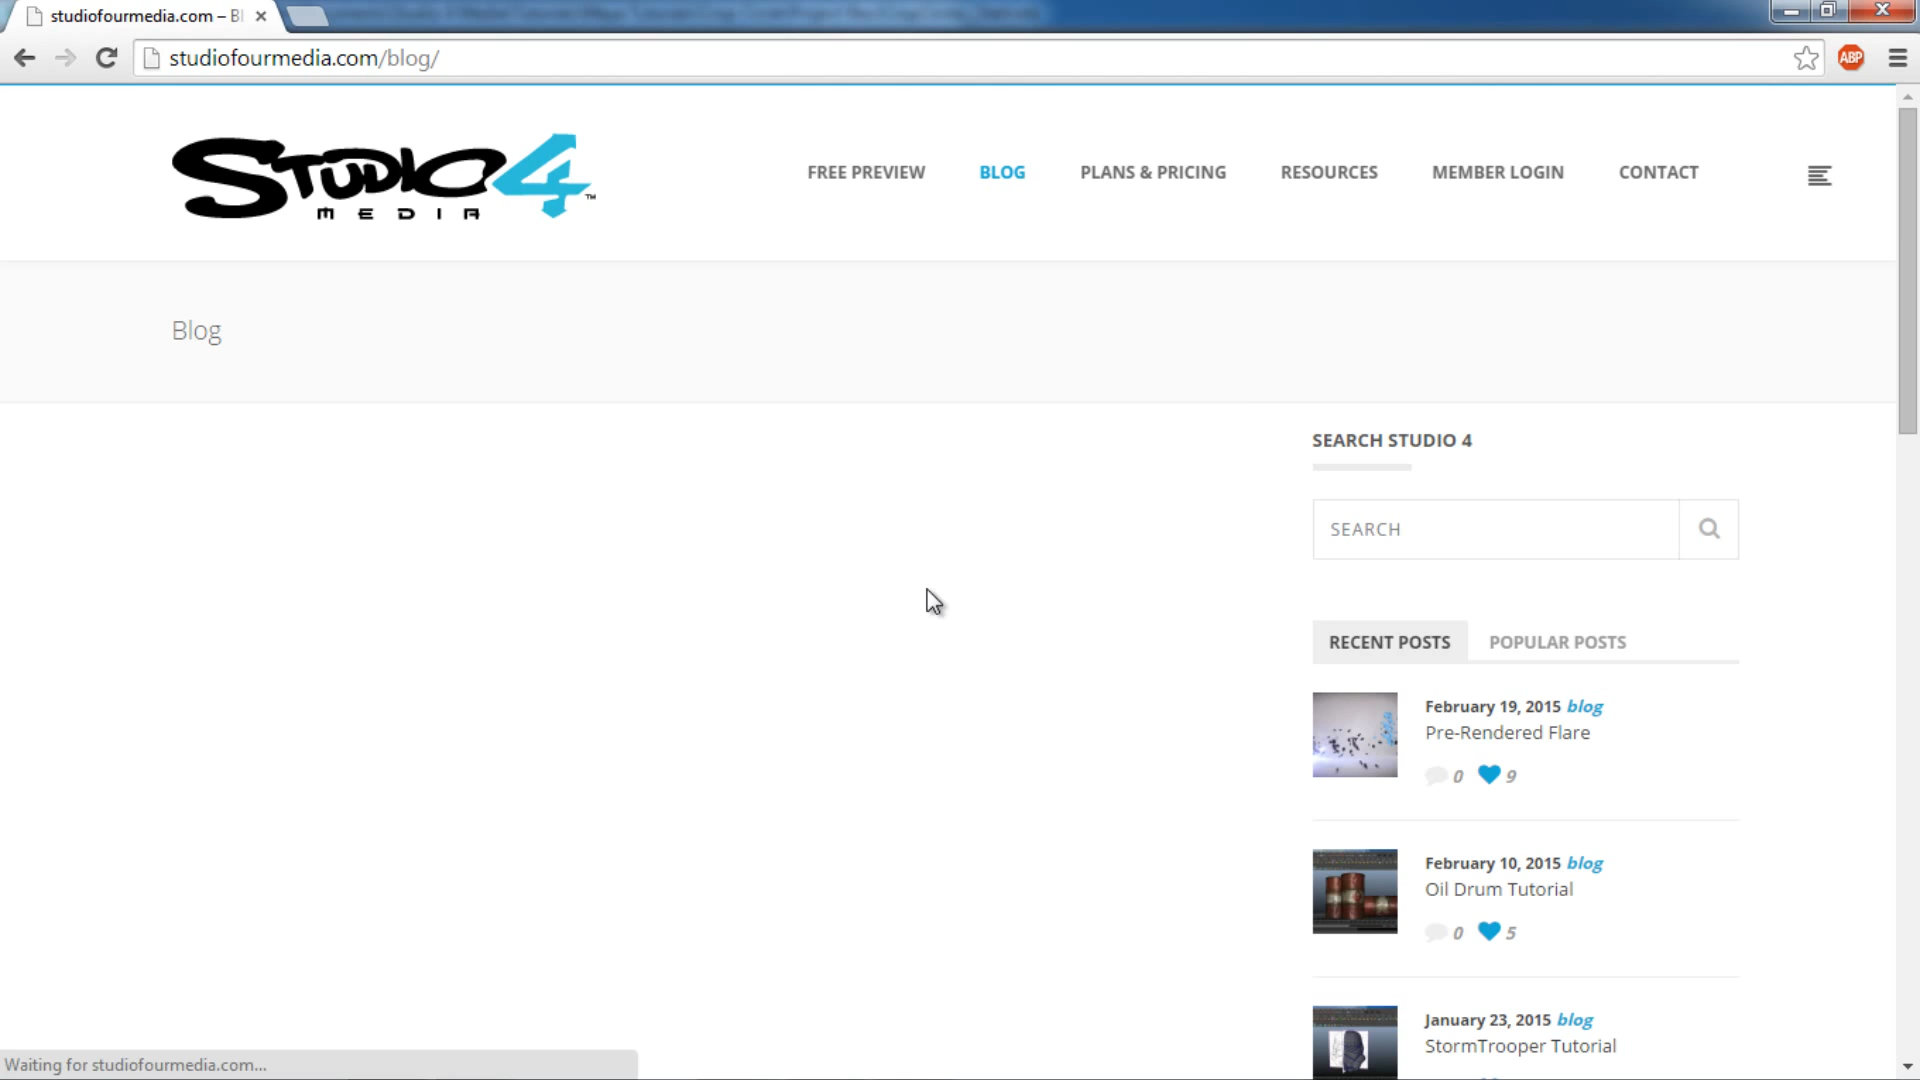 studiofourmedia.com – Bl
studiofourmedia.com/blog/
ABP
STUDIO 4 ™
MEDIA
FREE PREVIEW
BLOG
PLANS & PRICING
RESOURCES
MEMBER LOGIN
CONTACT
Blog
SEARCH STUDIO 4
SEARCH
RECENT POSTS
POPULAR POSTS
February 19, 2015 blog
Pre-Rendered Flare
0 9
February 10, 2015 blog
Oil Drum Tutorial
0 5
January 23, 2015 blog
StormTrooper Tutorial
Waiting for studiofourmedia.com...